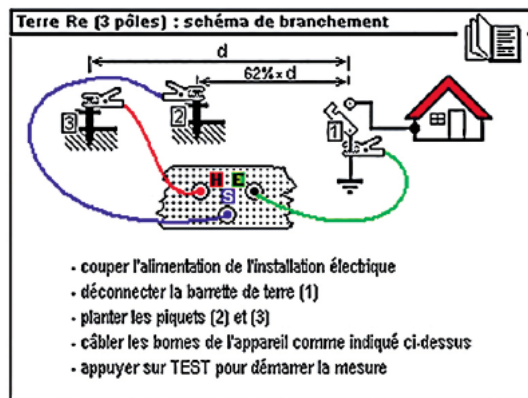 Terre Re (3 pôles) : schéma de branchement
d
62% x d
3
2
1
H
E
S
- couper l'alimentation de l'installation électrique
- déconnecter la barrette de terre (1)
- planter les piquets (2) et (3)
- câbler les bornes de l'appareil comme indiqué ci-dessus
- appuyer sur TEST pour démarrer la mesure